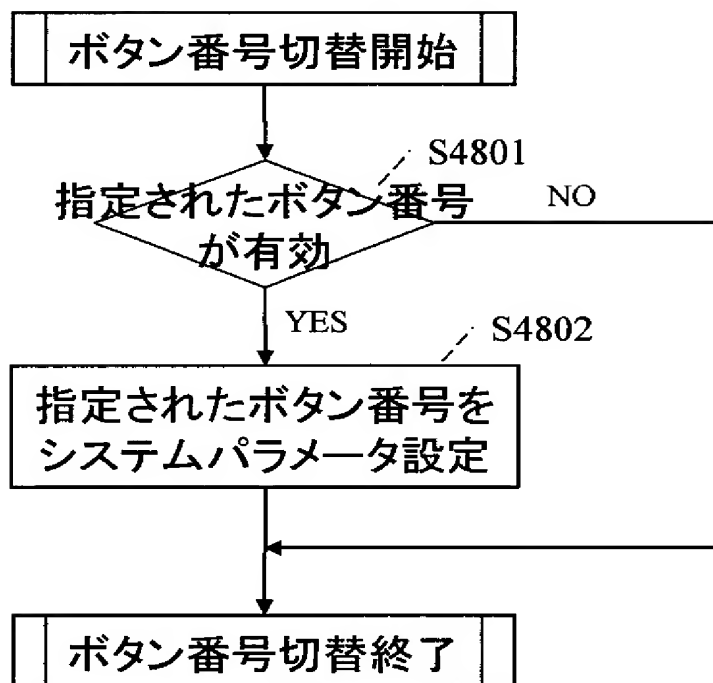 ボタン番号切替開始
S4801
指定されたボタン番号
が有効
NO
YES
S4802
指定されたボタン番号を
システムパラメータ設定
ボタン番号切替終了